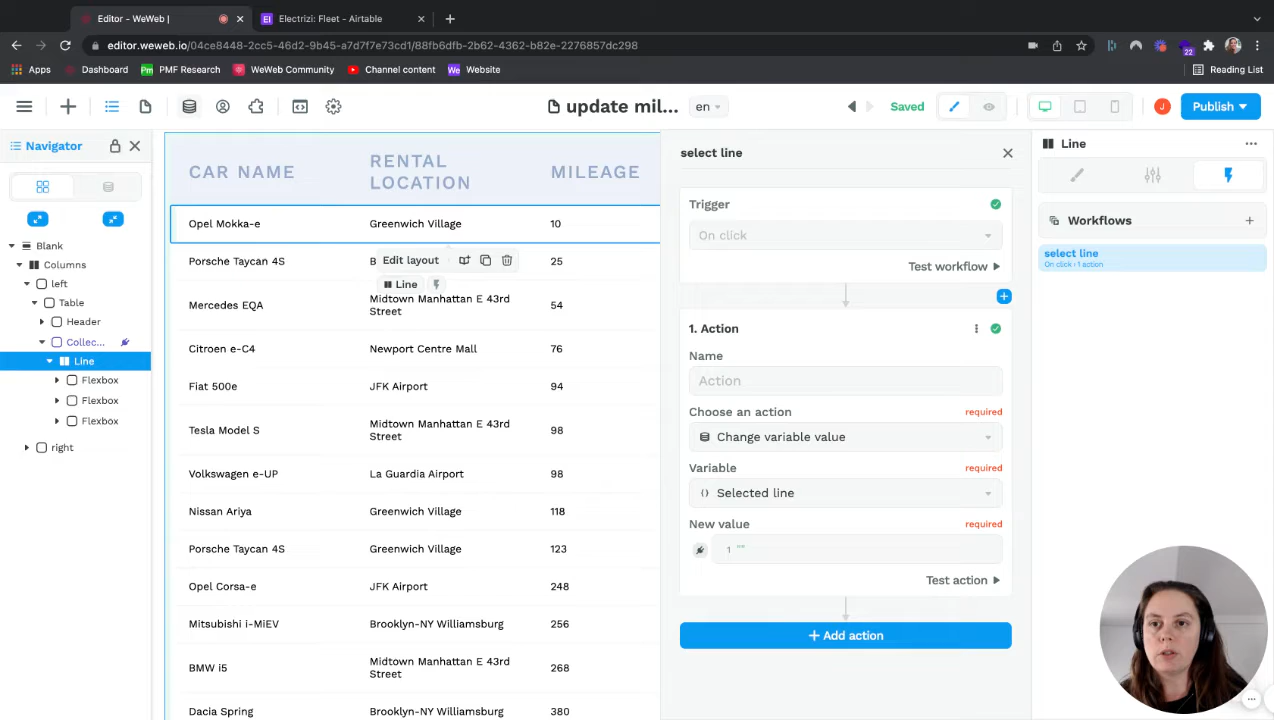 Editor - WeWeb |
Electrizi: Fleet - Airtable
editor.weweb.io/04ce8448-2cc5-46d2-9b45-a7d7f7e73cd1/88fb6dfb-2b62-4362-b82e-2276857dc298
22
Apps
Dashboard
Pm PMF Research
WeWeb Community
Channel content
We Website
Reading List
update mil...
en
Saved
J
Publish
Navigator
Blank
Columns
left
Table
Header
Collec...
Line
Flexbox
Flexbox
Flexbox
right
CAR NAME
RENTAL LOCATION
MILEAGE
Opel Mokka-e
Greenwich Village
10
Porsche Taycan 4S
B
25
Edit layout
Line
Mercedes EQA
Midtown Manhattan E 43rd Street
54
Citroen e-C4
Newport Centre Mall
76
Fiat 500e
JFK Airport
94
Tesla Model S
Midtown Manhattan E 43rd Street
98
Volkswagen e-UP
La Guardia Airport
98
Nissan Ariya
Greenwich Village
118
Porsche Taycan 4S
Greenwich Village
123
Opel Corsa-e
JFK Airport
248
Mitsubishi i-MiEV
Brooklyn-NY Williamsburg
256
BMW i5
Midtown Manhattan E 43rd Street
268
Dacia Spring
Brooklyn-NY Williamsburg
380
select line
Trigger
On click
Test workflow
1. Action
Name
Action
Choose an action
required
Change variable value
Variable
required
Selected line
New value
required
1 ""
Test action
+ Add action
Line
Workflows
select line
On click | 1 action